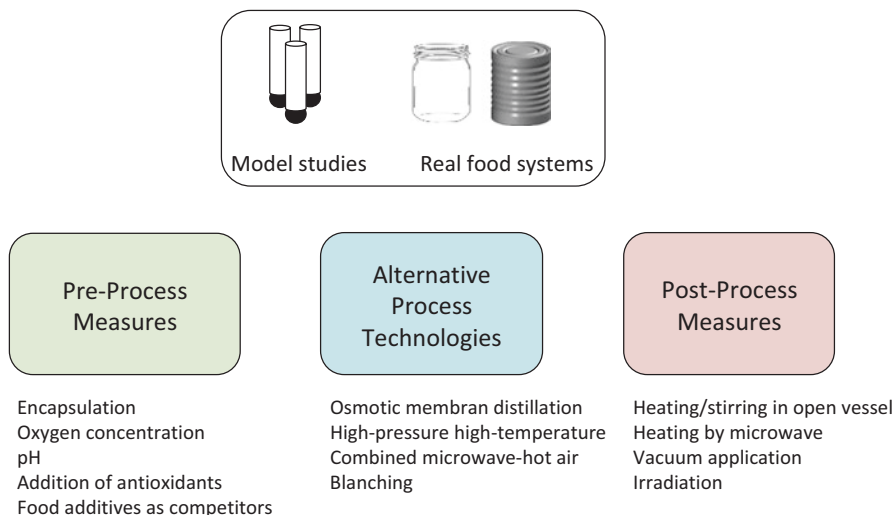 Model studies
Real food systems
Pre-Process
Measures
Alternative
Process
Technologies
Post-Process
Measures
Encapsulation
Oxygen concentration
pH
Addition of antioxidants
Food additives as competitors
Osmotic membran distillation
High-pressure high-temperature
Combined microwave-hot air
Blanching
Heating/stirring in open vessel
Heating by microwave
Vacuum application
Irradiation